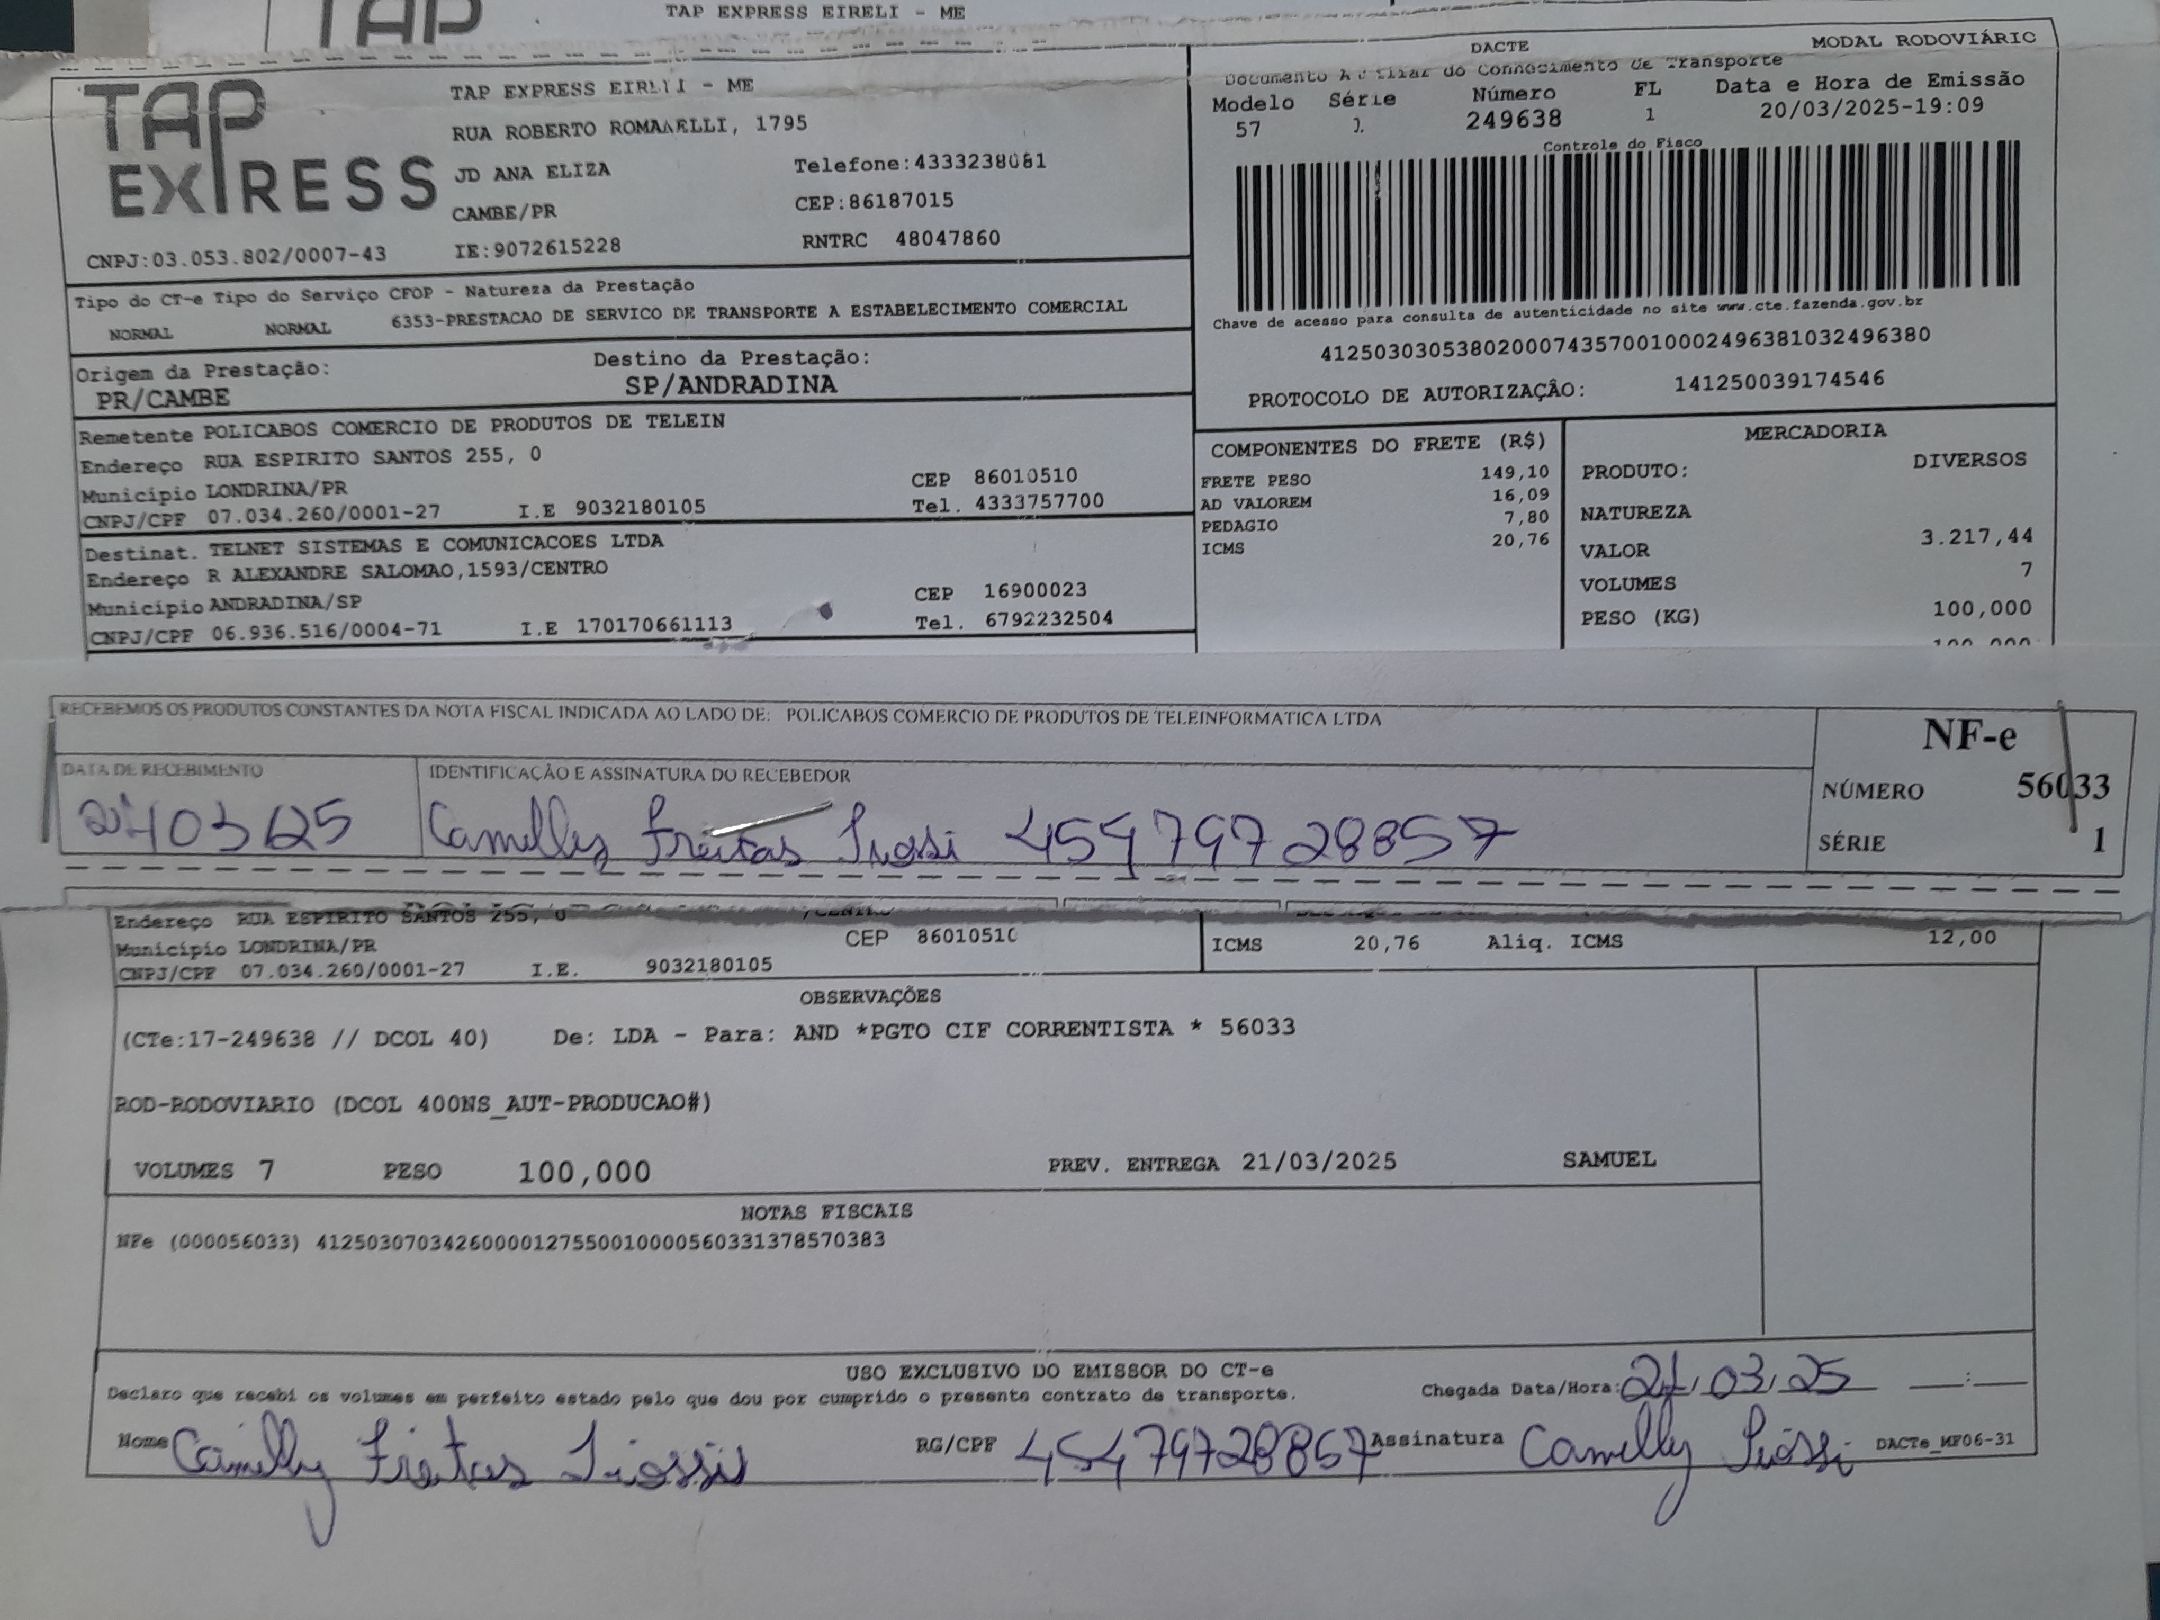 TAP
TAP EXPRESS EIRELI - ME
TAP EXPRESS
TAP EXPRESS EIRELI - ME
RUA ROBERTO ROMANELLI, 1795
JD ANA ELIZA Telefone:4333238081
CAMBE/PR CEP:86187015
CNPJ:03.053.802/0007-43 IE:9072615228 RNTRC 48047860
DACTE MODAL RODOVIÁRIO
Documento Auxiliar do Conhecimento de Transporte
Modelo Série Número FL Data e Hora de Emissão
57 249638 1 20/03/2025-19:09
Controle do Fisco
Chave de acesso para consulta de autenticidade no site www.cte.fazenda.gov.br
41250303053802000743570010002496381032496380
PROTOCOLO DE AUTORIZAÇÂO: 141250039174546
Tipo do CT-e Tipo do Serviço CFOP - Natureza da Prestação
NORMAL NORMAL 6353-PRESTACAO DE SERVICO DE TRANSPORTE A ESTABELECIMENTO COMERCIAL
Origem da Prestação: Destino da Prestação:
PR/CAMBE SP/ANDRADINA
Remetente POLICABOS COMERCIO DE PRODUTOS DE TELEIN
Endereço RUA ESPIRITO SANTOS 255, 0
Município LONDRINA/PR CEP 86010510
CNPJ/CPF 07.034.260/0001-27 I.E 9032180105 Tel. 4333757700
Destinat. TELNET SISTEMAS E COMUNICACOES LTDA
Endereço R ALEXANDRE SALOMAO,1593/CENTRO
Município ANDRADINA/SP CEP 16900023
CNPJ/CPF 06.936.516/0004-71 I.E 170170661113 Tel. 6792232504
COMPONENTES DO FRETE (R$)
FRETE PESO 149,10
AD VALOREM 16,09
PEDAGIO 7,80
ICMS 20,76
MERCADORIA
PRODUTO: DIVERSOS
NATUREZA
VALOR 3.217,44
VOLUMES 7
PESO (KG) 100,000
100,000
RECEBEMOS OS PRODUTOS CONSTANTES DA NOTA FISCAL INDICADA AO LADO DE: POLICABOS COMERCIO DE PRODUTOS DE TELEINFORMATICA LTDA
DATA DE RECEBIMENTO IDENTIFICAÇÃO E ASSINATURA DO RECEBEDOR
Camilly Freitas 45479728857
NF-e
NÚMERO 56033
SÉRIE 1
Endereço RUA ESPIRITO SANTOS 255, 0 /CENTRO
Município LONDRINA/PR CEP 86010510
CNPJ/CPF 07.034.260/0001-27 I.E. 9032180105
ICMS 20,76 Aliq. ICMS 12,00
OBSERVAÇÕES
(CTe:17-249638 // DCOL 40) De: LDA - Para: AND *PGTO CIF CORRENTISTA * 56033
ROD-RODOVIARIO (DCOL 400NS_AUT-PRODUCAO#)
VOLUMES 7 PESO 100,000 PREV. ENTREGA 21/03/2025 SAMUEL
NOTAS FISCAIS
NFe (000056033) 41250307034260000127550010000560331378570383
USO EXCLUSIVO DO EMISSOR DO CT-e
Declaro que recebi os volumes em perfeito estado pelo que dou por cumprido o presente contrato de transporte. Chegada Data/Hora: 21/03/25 __:__
Nome Camilly Freitas RG/CPF 45479728857 Assinatura Camilly DACTe_MF06-31